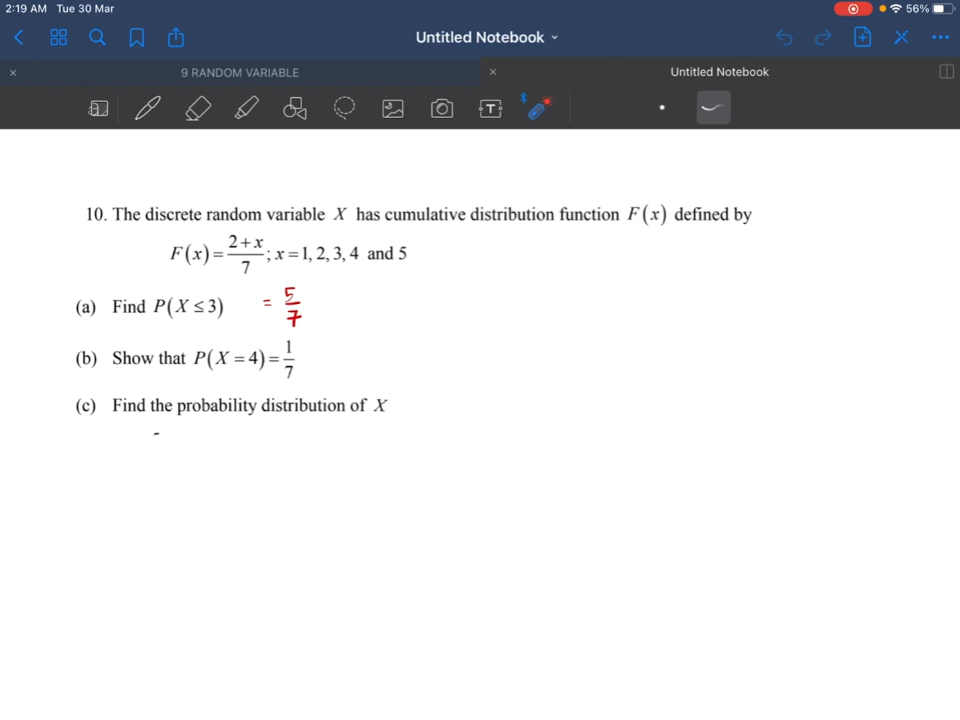 2:19 AM Tue 30 Mar 56%
Untitled Notebook
9 RANDOM VARIABLE Untitled Notebook
T
10. The discrete random variable X has cumulative distribution function F(x) defined by
F(x) = (2+x)/7 ; x = 1, 2, 3, 4 and 5
(a) Find P(X ≤ 3) = 5/7
(b) Show that P(X = 4) = 1/7
(c) Find the probability distribution of X